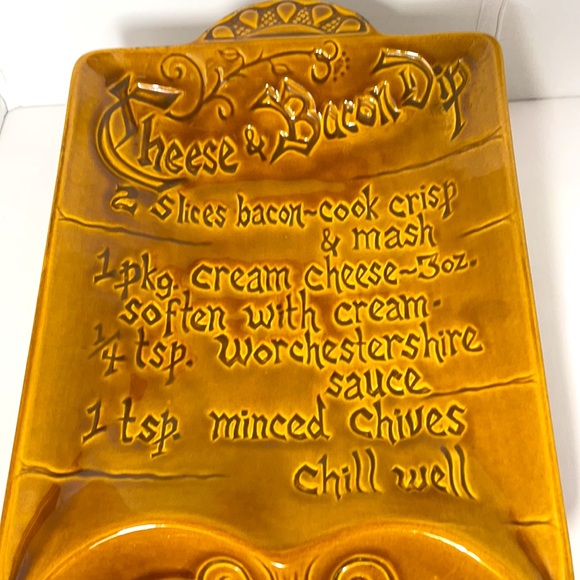 Cheese & Bacon Dip
2 slices bacon~cook crisp
& mash
1 pkg. cream cheese~3oz.
soften with cream.
1/4 tsp. worchestershire
sauce
1 tsp. minced chives
chill well